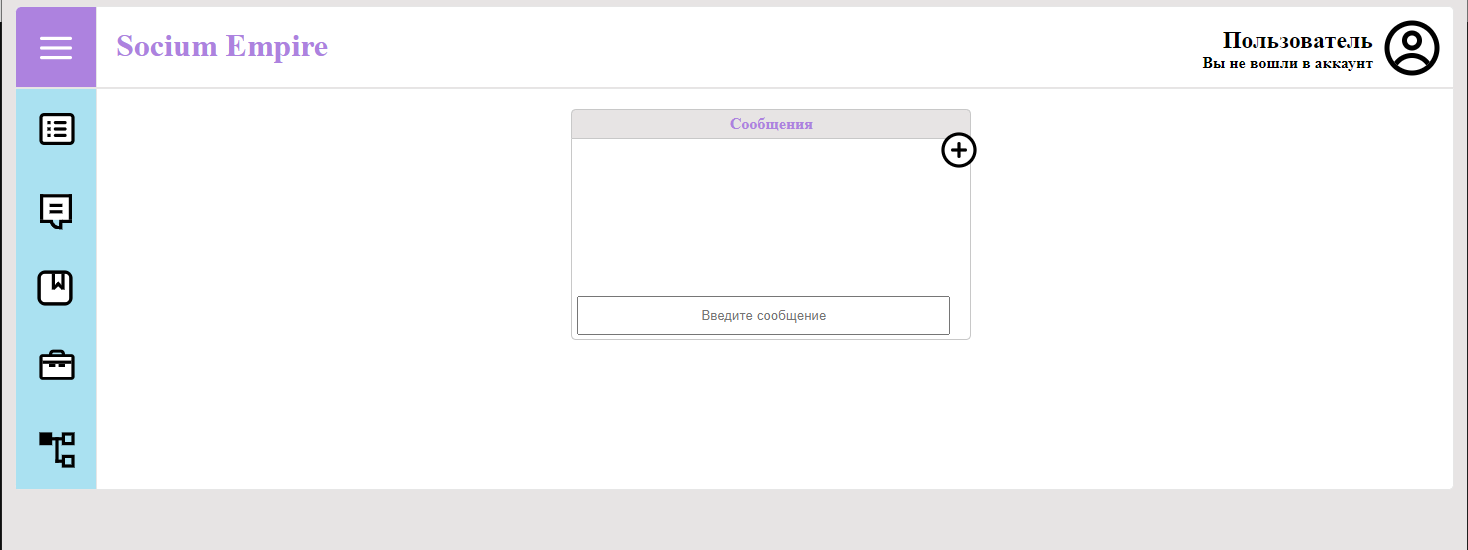 Socium Empire
Пользователь
Вы не вошли в аккаунт
Сообщения
Введите сообщение